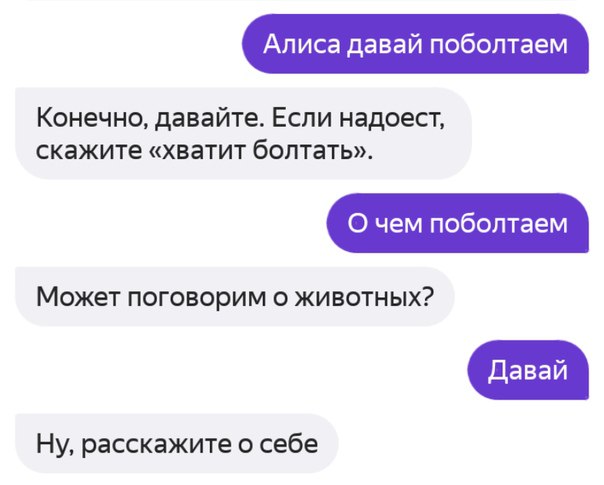 Алиса давай поболтаем
Конечно, давайте. Если надоест,
скажите «хватит болтать».
О чем поболтаем
Может поговорим о животных?
Давай
Ну, расскажите о себе